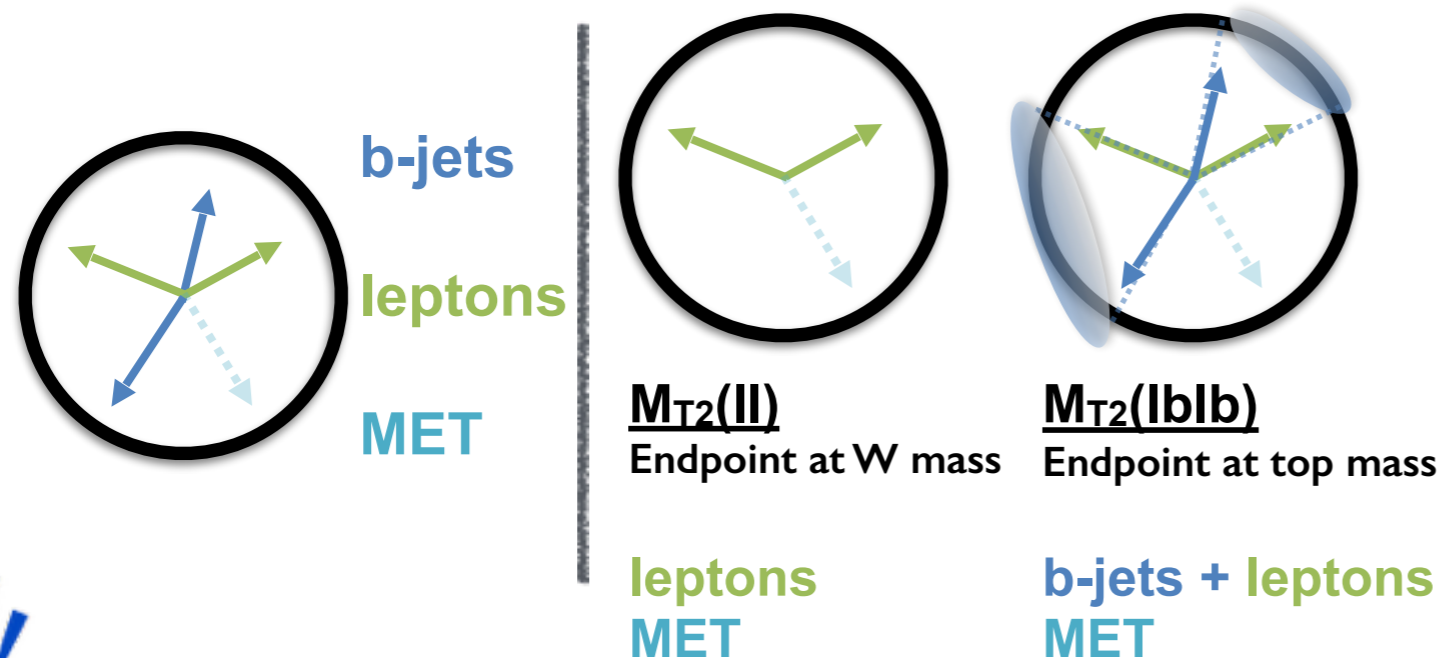 b-jets
leptons
MET
MT2(ll)
Endpoint at W mass
leptons
MET
MT2(lblb)
Endpoint at top mass
b-jets + leptons
MET